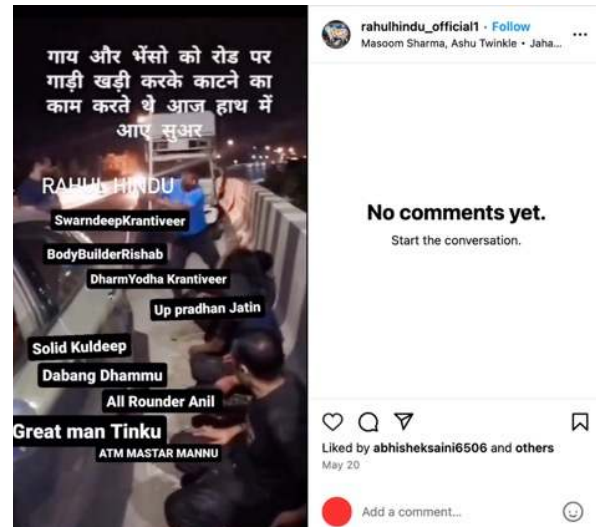 गाय और भेंसो को रोड पर
गाड़ी खड़ी करके काटने का
काम करते थे आज हाथ में
आए सुअर
RAHUL HINDU
SwarndeepKrantiveer
BodyBuilderRishab
DharmYodha Krantiveer
Up pradhan Jatin
Solid Kuldeep
Dabang Dhammu
All Rounder Anil
Great man Tinku
ATM MASTAR MANNU
rahulhindu_official1 · Follow
Masoom Sharma, Ashu Twinkle • Jaha...
No comments yet.
Start the conversation.
Liked by abhisheksaini6506 and others
May 20
Add a comment...